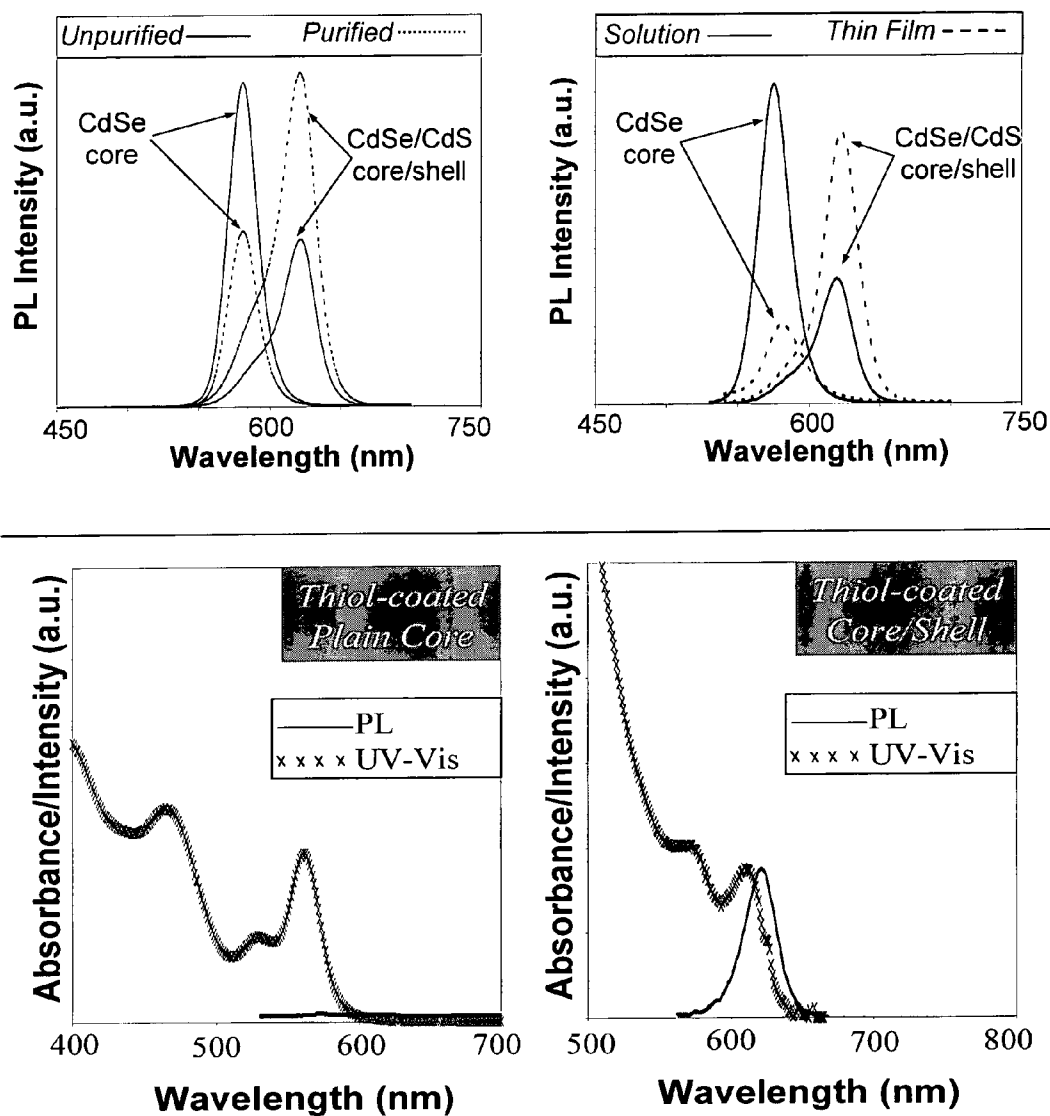 Unpurified Purified
PL Intensity (a.u.)
CdSe
core
CdSe/CdS
core/shell
450 600 750
Wavelength (nm)
Solution Thin Film
PL Intensity (a.u.)
CdSe
core
CdSe/CdS
core/shell
450 600 750
Wavelength (nm)
Absorbance/Intensity (a.u.)
Thiol-coated
Plain Core
PL
UV-Vis
400 500 600 700
Wavelength (nm)
Absorbance/Intensity (a.u.)
Thiol-coated
Core/Shell
PL
UV-Vis
500 600 700 800
Wavelength (nm)